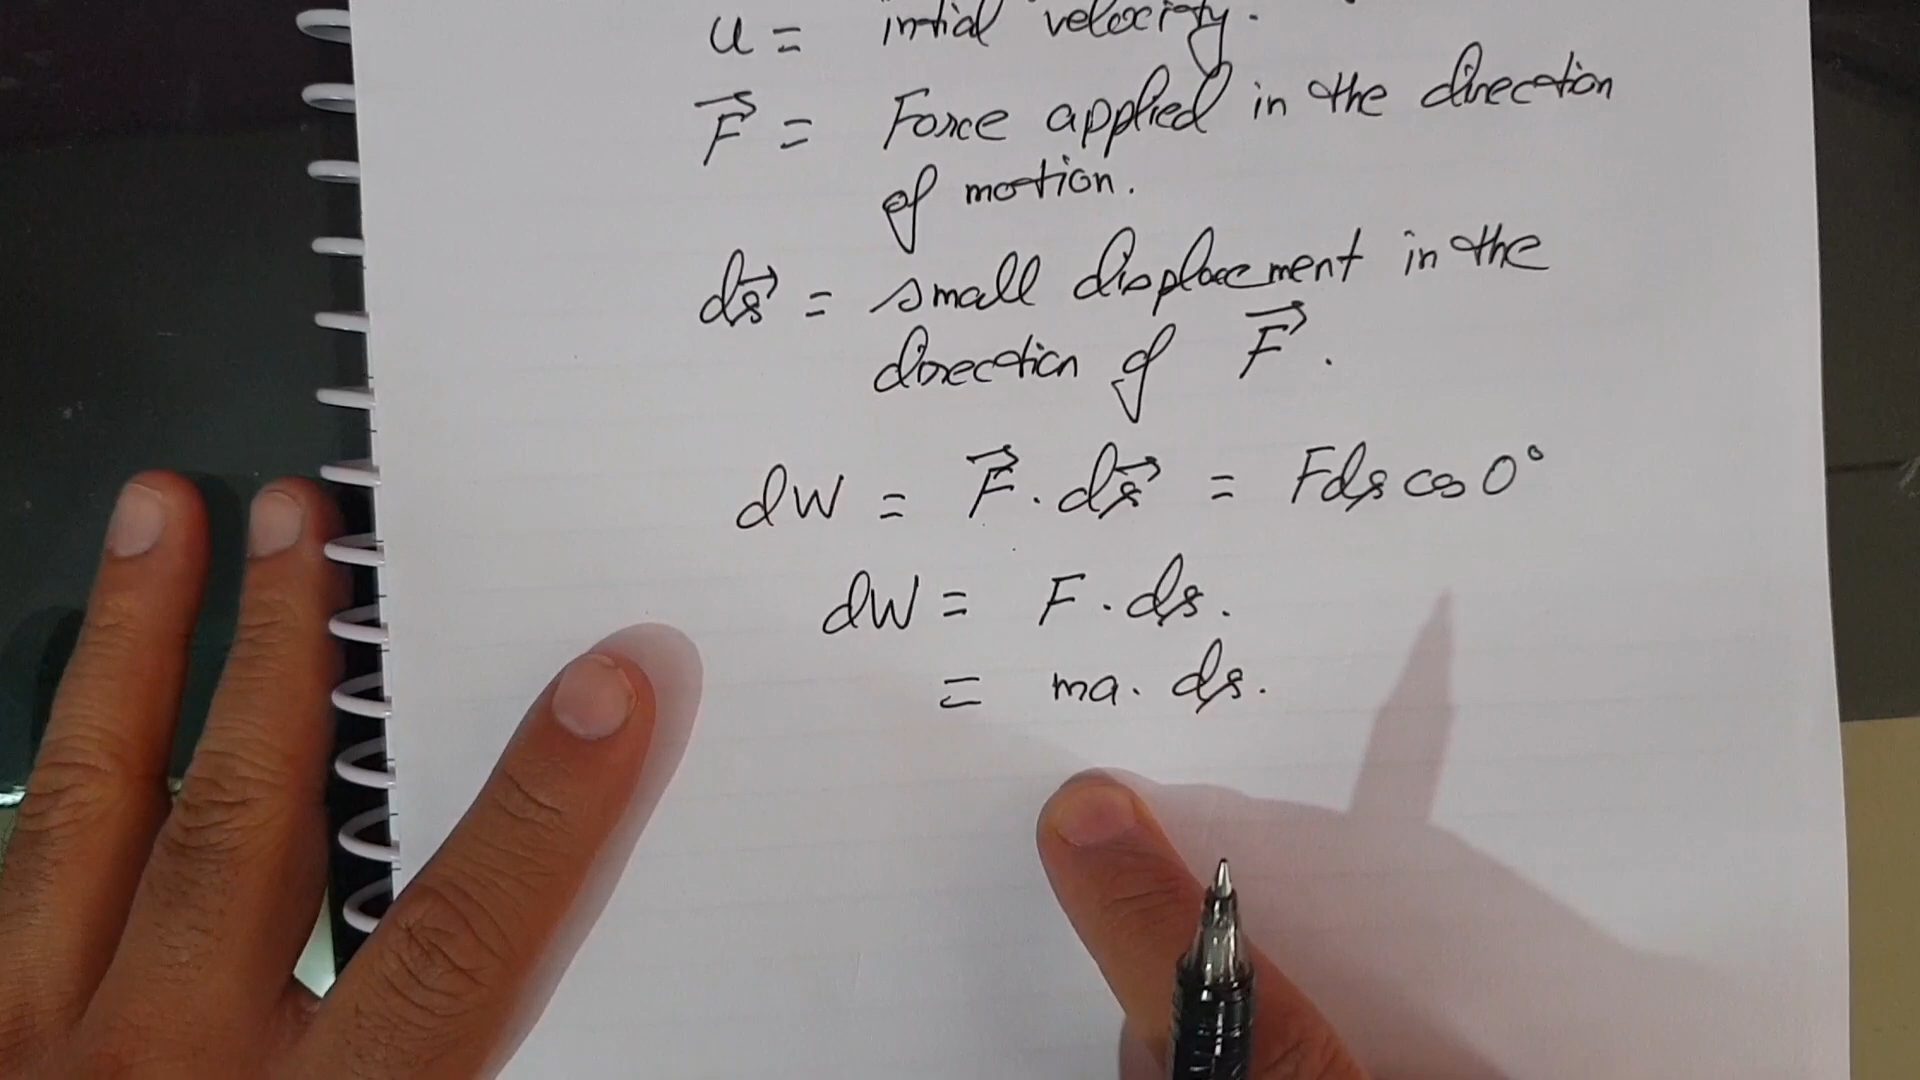 u = initial velocity.
F⃗ = Force applied in the direction
of motion.
ds⃗ = small displacement in the
direction of F⃗ .
dW = F⃗ . ds⃗ = Fds cos 0°
dW = F . ds.
= ma. ds.